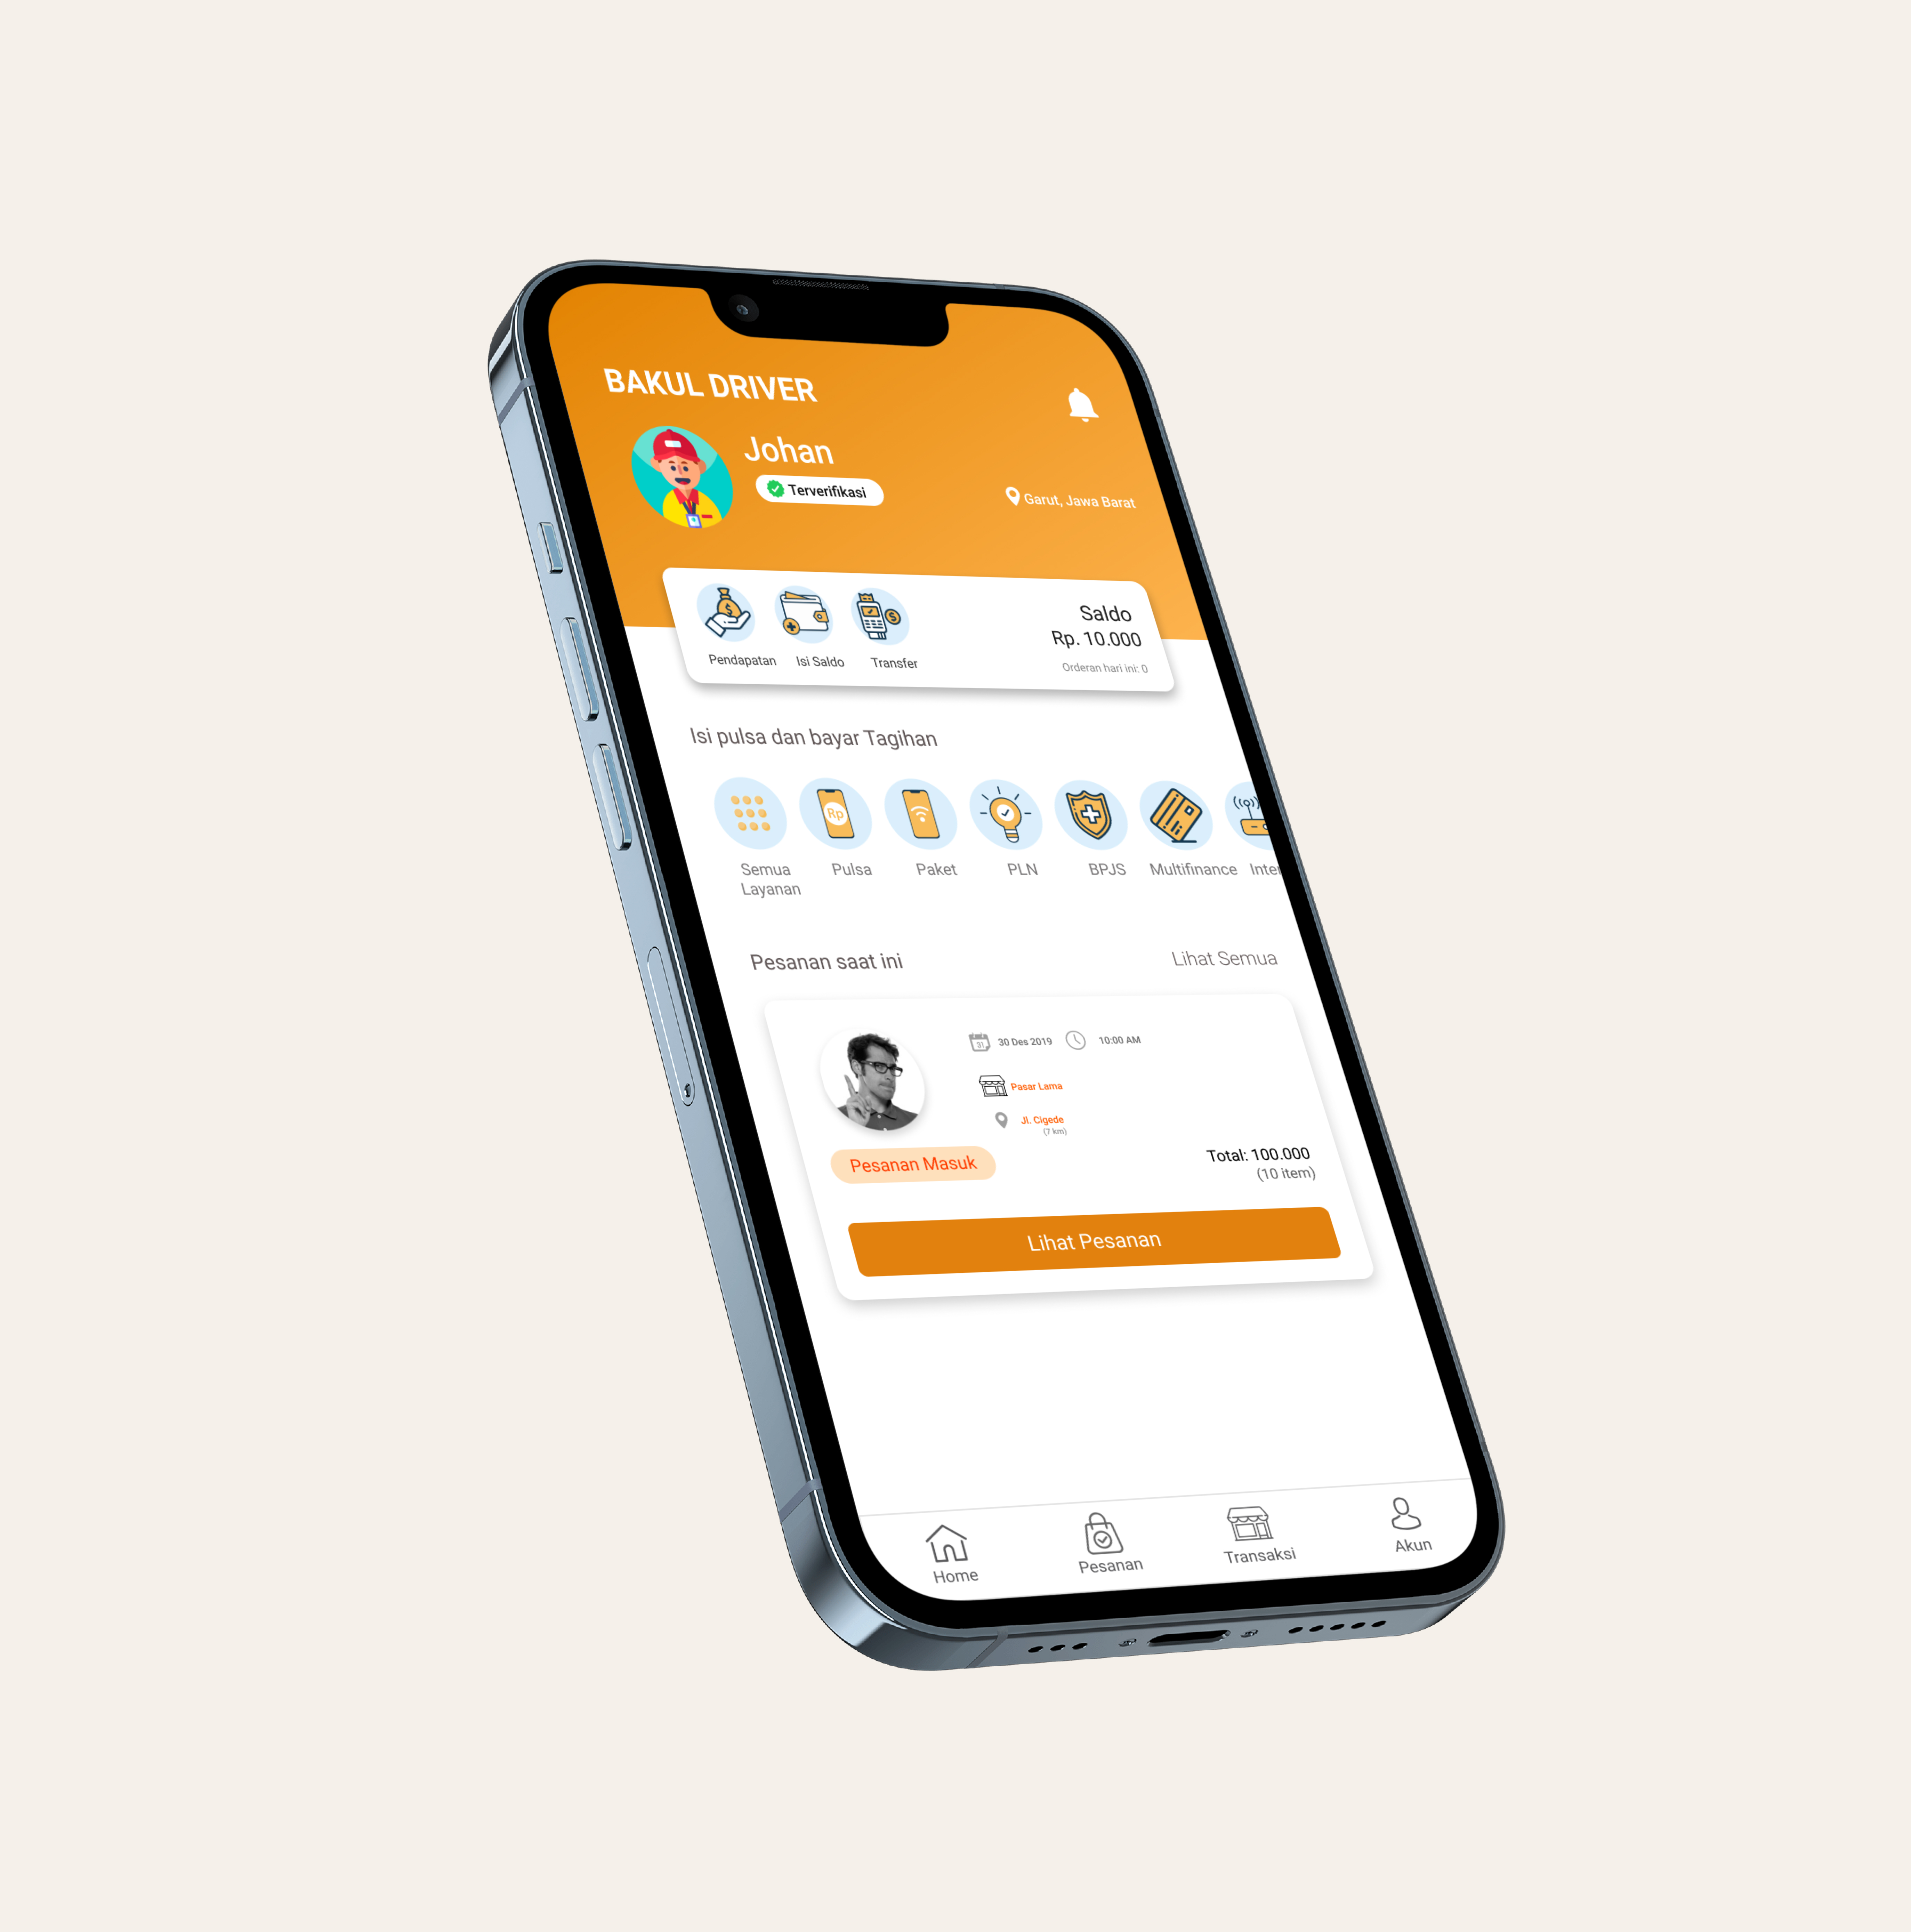 BAKUL DRIVER
Johan
Terverifikasi
Garut, Jawa Barat
Saldo
Rp. 10.000
Orderan hari ini: 0
Pendapatan
Isi Saldo
Transfer
Isi pulsa dan bayar Tagihan
Rp
Semua
Layanan
Pulsa
Paket
PLN
BPJS
Multifinance
Inter
Pesanan saat ini
Lihat Semua
31
30 Des 2019
10:00 AM
Pasar Lama
Jl. Cigede
(7 km)
Pesanan Masuk
Total: 100.000
(10 item)
Lihat Pesanan
Home
Pesanan
Transaksi
Akun